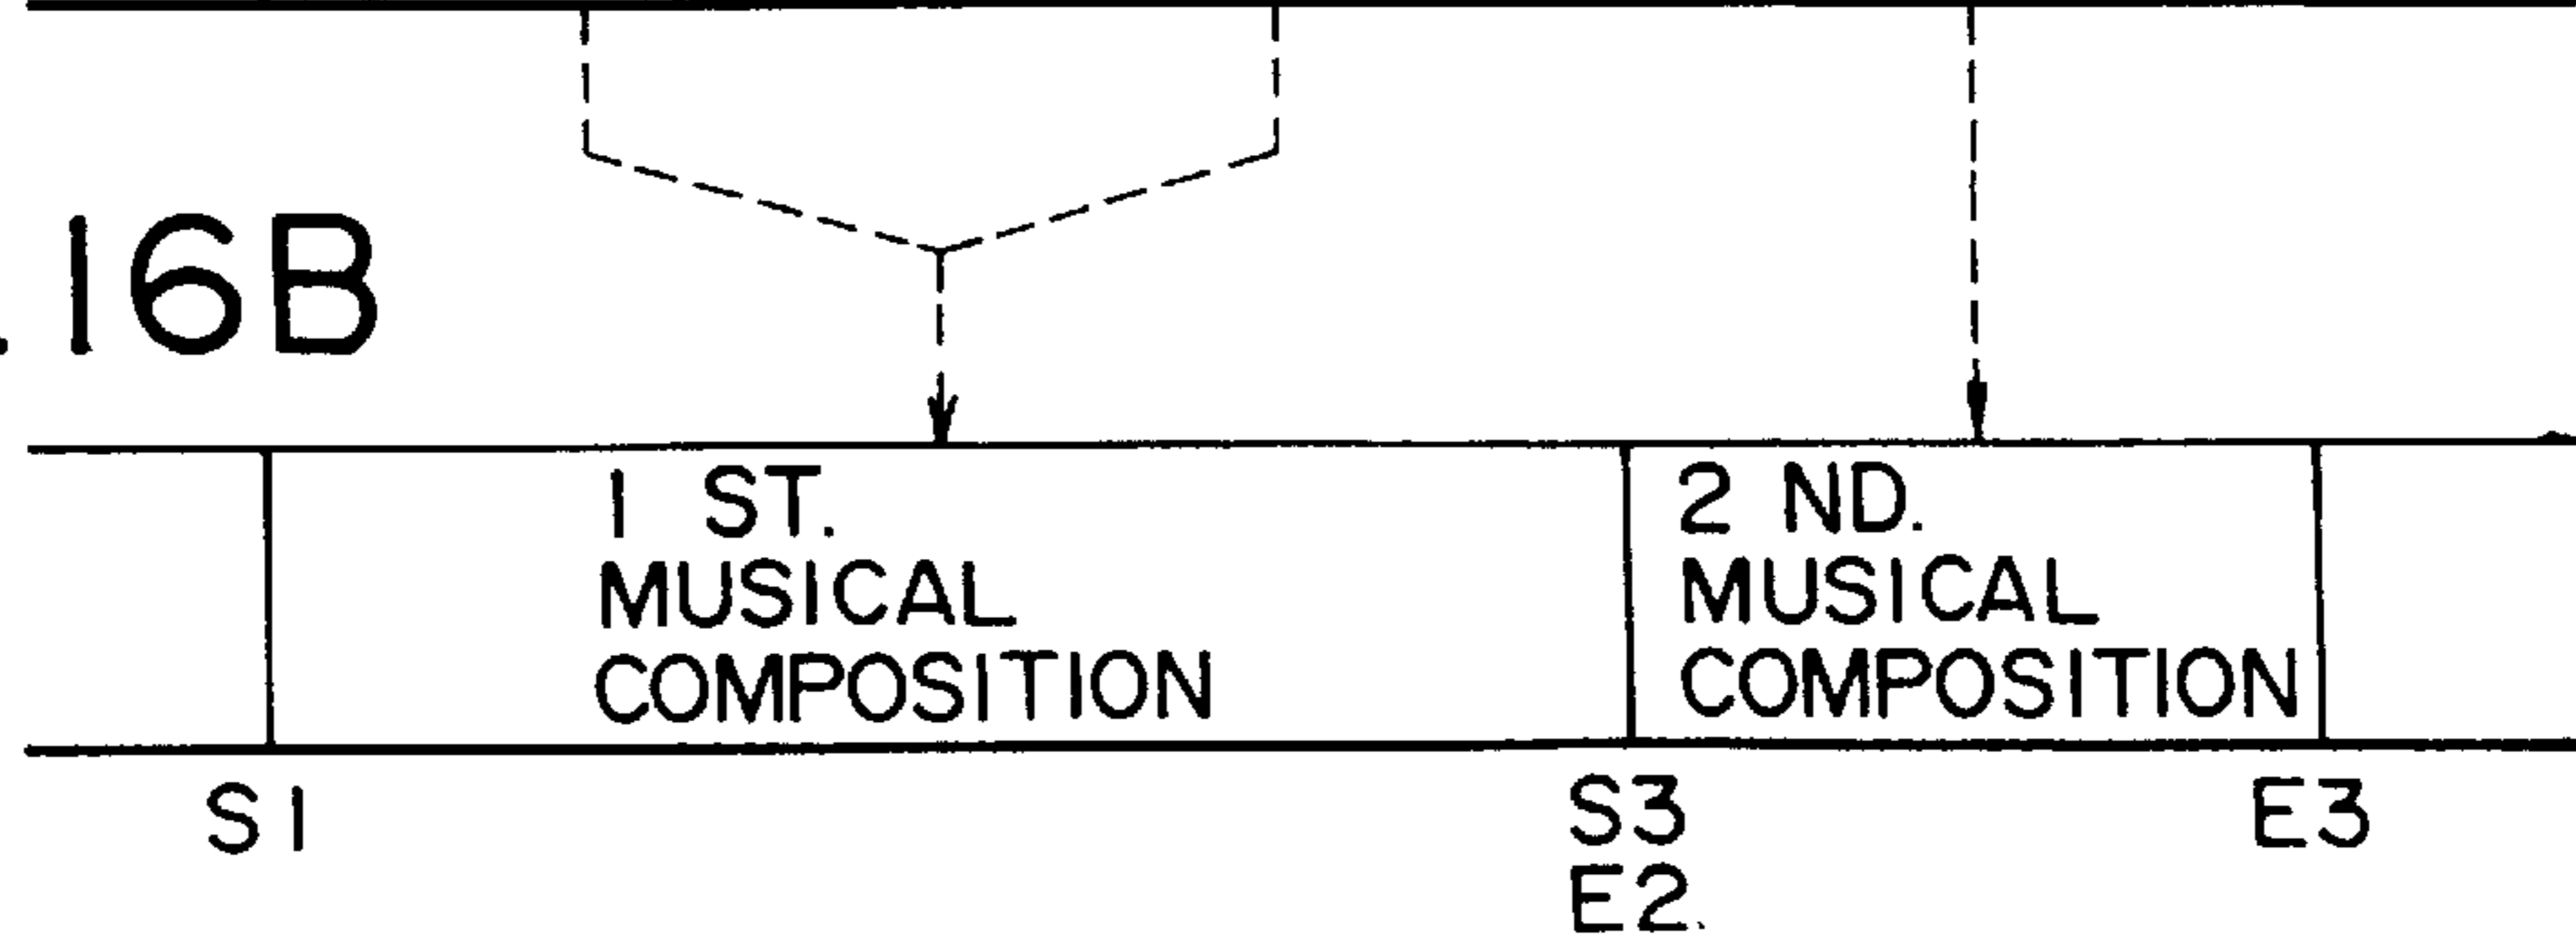 .16B
1 ST.
MUSICAL
COMPOSITION
2 ND.
MUSICAL
COMPOSITION
S1
S3
E2
E3